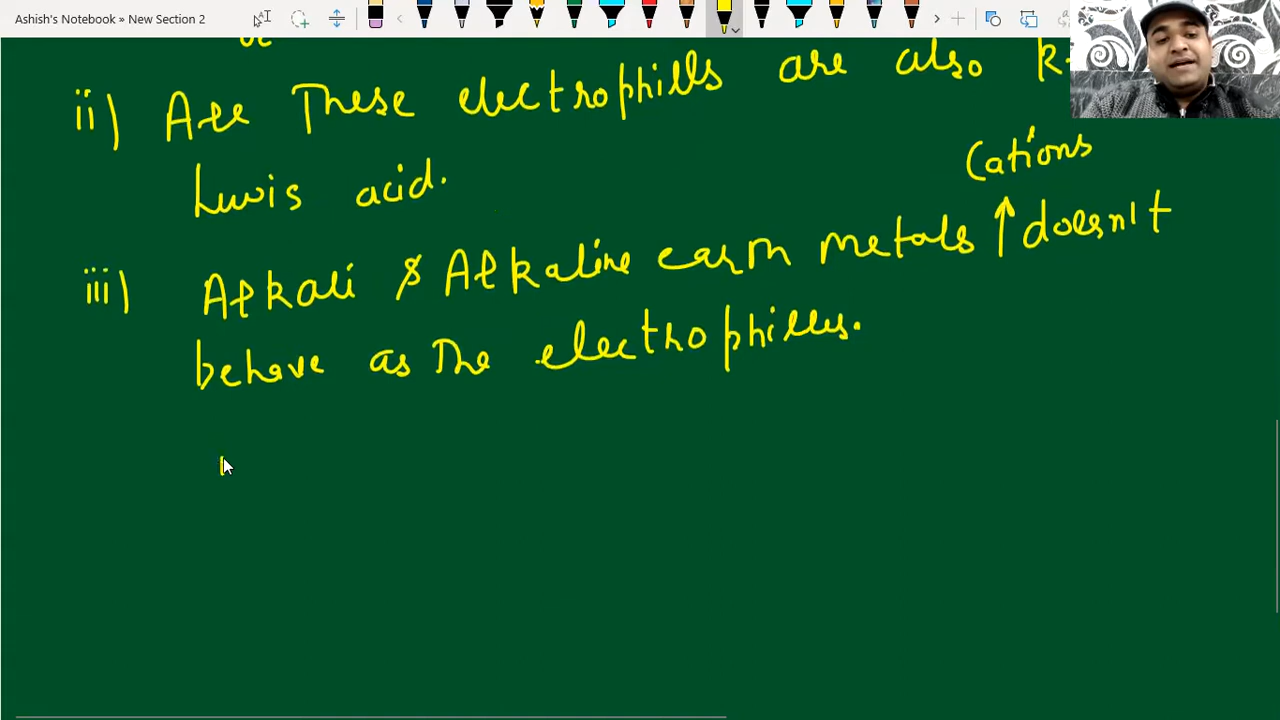 Ashish's Notebook » New Section 2
ii) All These electrophills are also k
Lewis acid.
Cations
iii) Alkali & Alkaline earth metals ↑ doesn't
behave as the electrophilles.